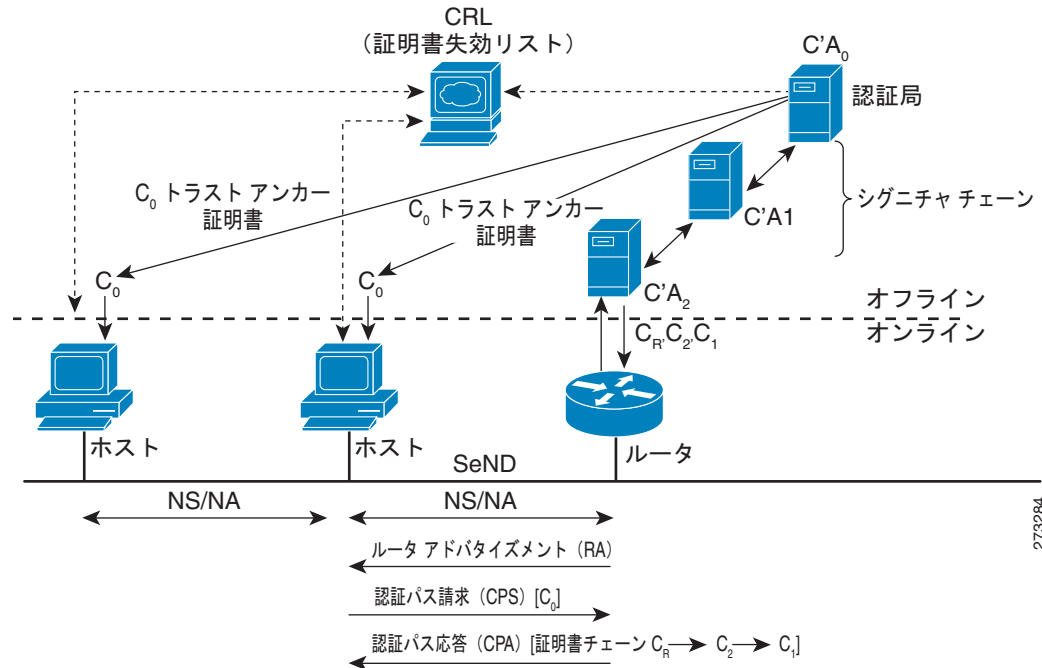 CRL
（証明書失効リスト）
C'A₀
認証局
C₀ トラスト アンカー
証明書
C₀ トラスト アンカー
証明書
C'A1
シグニチャ チェーン
C₀
C₀
C'A₂
オフライン
オンライン
C_R,C₂,C₁
ホスト
ホスト
ルータ
SeND
NS/NA
NS/NA
ルータ アドバタイズメント（RA）
認証パス請求（CPS）[C₀]
認証パス応答（CPA）[証明書チェーン C_R → C₂ → C₁]
273284